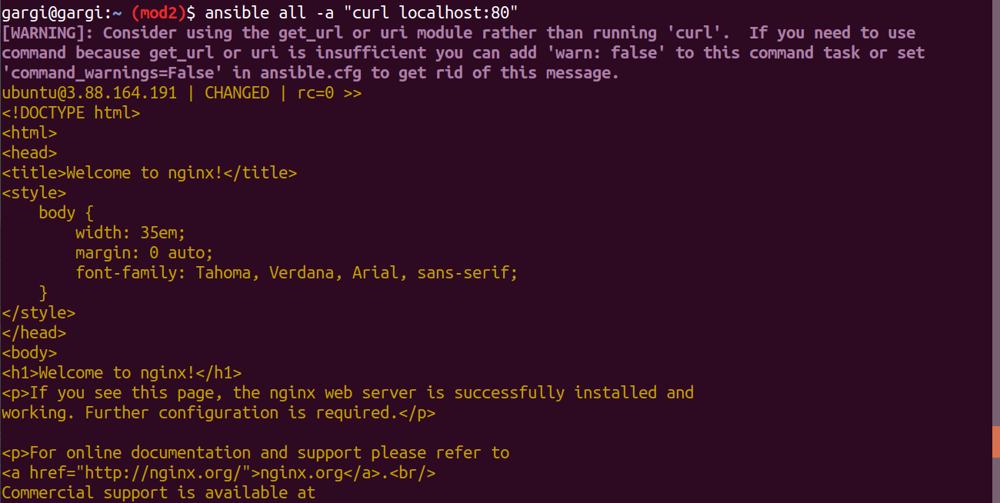 gargi@gargi:~ (mod2)$ ansible all -a "curl localhost:80"
[WARNING]: Consider using the get_url or uri module rather than running 'curl'.  If you need to use
command because get_url or uri is insufficient you can add 'warn: false' to this command task or set
'command_warnings=False' in ansible.cfg to get rid of this message.
ubuntu@3.88.164.191 | CHANGED | rc=0 >>
<!DOCTYPE html>
<html>
<head>
<title>Welcome to nginx!</title>
<style>
    body {
        width: 35em;
        margin: 0 auto;
        font-family: Tahoma, Verdana, Arial, sans-serif;
    }
</style>
</head>
<body>
<h1>Welcome to nginx!</h1>
<p>If you see this page, the nginx web server is successfully installed and
working. Further configuration is required.</p>

<p>For online documentation and support please refer to
<a href="http://nginx.org/">nginx.org</a>.<br/>
Commercial support is available at